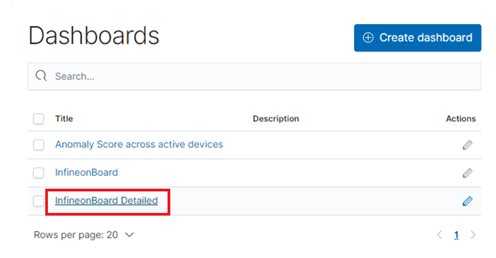 Dashboards
Create dashboard
Search...
Title Description Actions
Anomaly Score across active devices
InfineonBoard
InfineonBoard Detailed
Rows per page: 20
1